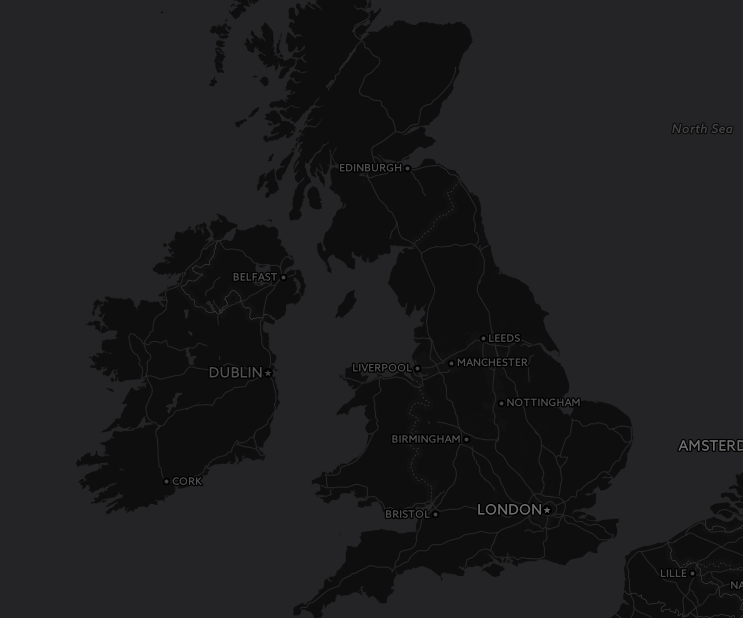 North Sea
EDINBURGH
BELFAST
LEEDS
MANCHESTER
LIVERPOOL
DUBLIN
NOTTINGHAM
BIRMINGHAM
AMSTERD
CORK
LONDON
BRISTOL
LILLE
NA